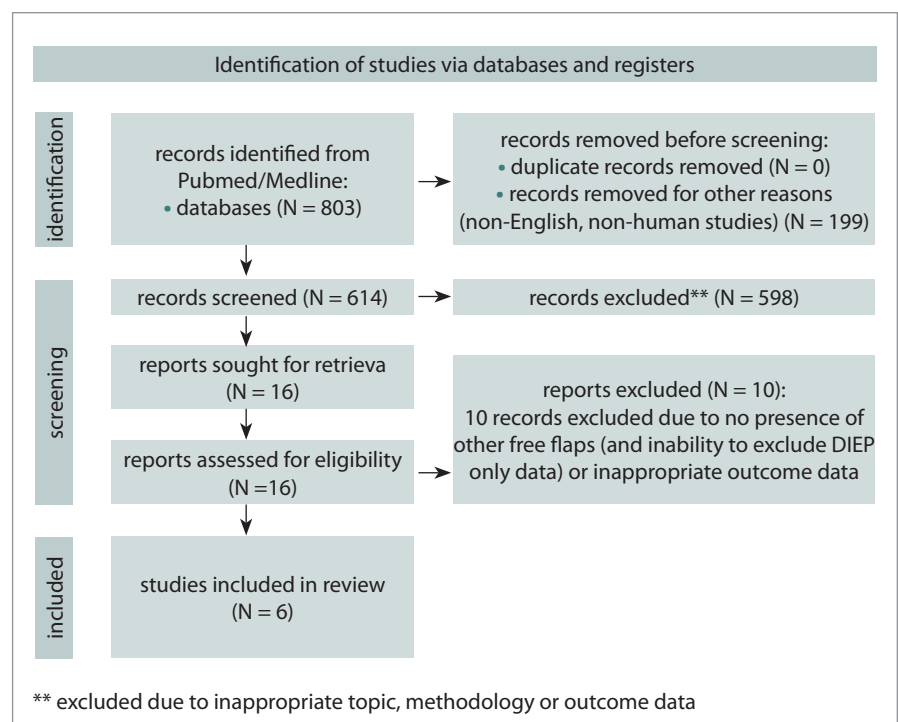 Identification of studies via databases and registers
identification
records identified from
Pubmed/Medline:
• databases (N = 803)
records removed before screening:
• duplicate records removed (N = 0)
• records removed for other reasons
(non-English, non-human studies) (N = 199)
screening
records screened (N = 614)
records excluded** (N = 598)
reports sought for retrieva
(N = 16)
reports assessed for eligibility
(N =16)
reports excluded (N = 10):
10 records excluded due to no presence of
other free flaps (and inability to exclude DIEP
only data) or inappropriate outcome data
included
studies included in review
(N = 6)
** excluded due to inappropriate topic, methodology or outcome data